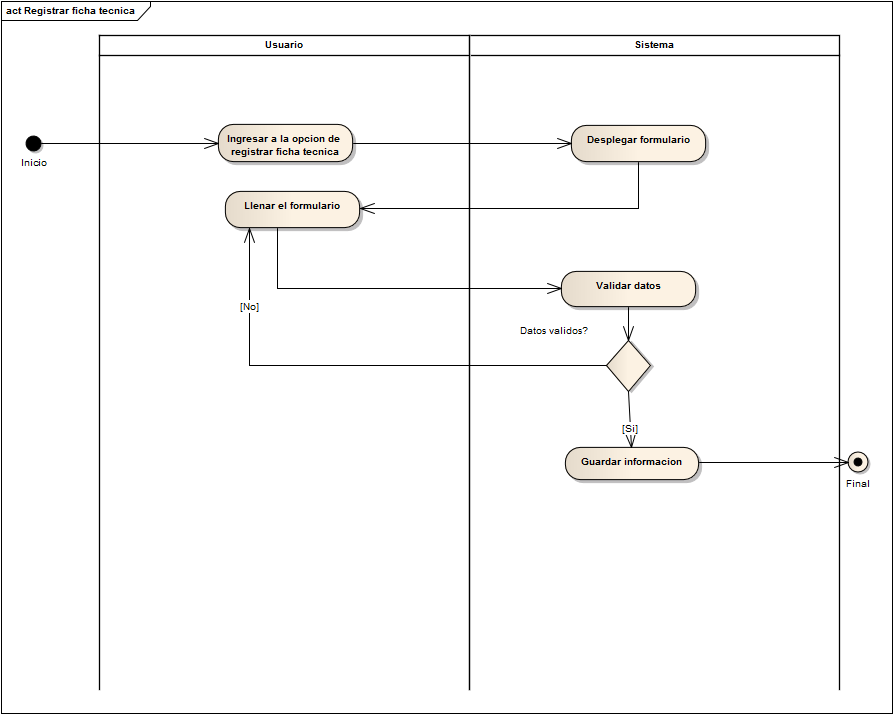 act Registrar ficha tecnica
Usuario
Sistema
Ingresar a la opcion de
registrar ficha tecnica
Desplegar formulario
Inicio
Llenar el formulario
Validar datos
[No]
Datos validos?
[Si]
Guardar informacion
Final